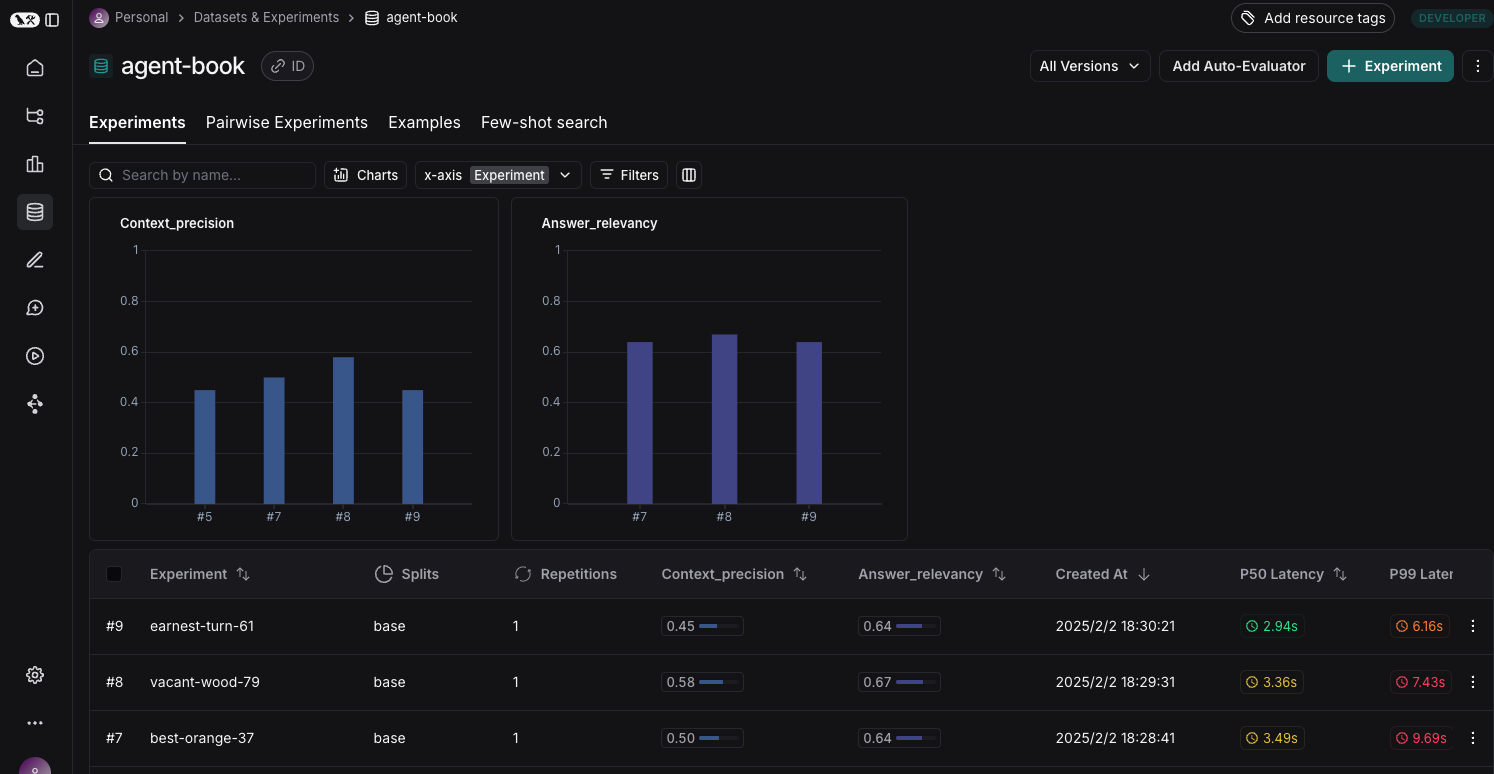 Personal > Datasets & Experiments > agent-book
Add resource tags
DEVELOPER
agent-book
ID
All Versions
Add Auto-Evaluator
+ Experiment
Experiments Pairwise Experiments Examples Few-shot search
Search by name...
Charts
x-axis Experiment
Filters
Context_precision
1
0.8
0.6
0.4
0.2
0
#5 #7 #8 #9
Answer_relevancy
1
0.8
0.6
0.4
0.2
0
#7 #8 #9
Experiment Splits Repetitions Context_precision Answer_relevancy Created At P50 Latency P99 Later
#9 earnest-turn-61 base 1 0.45 0.64 2025/2/2 18:30:21 2.94s 6.16s
#8 vacant-wood-79 base 1 0.58 0.67 2025/2/2 18:29:31 3.36s 7.43s
#7 best-orange-37 base 1 0.50 0.64 2025/2/2 18:28:41 3.49s 9.69s